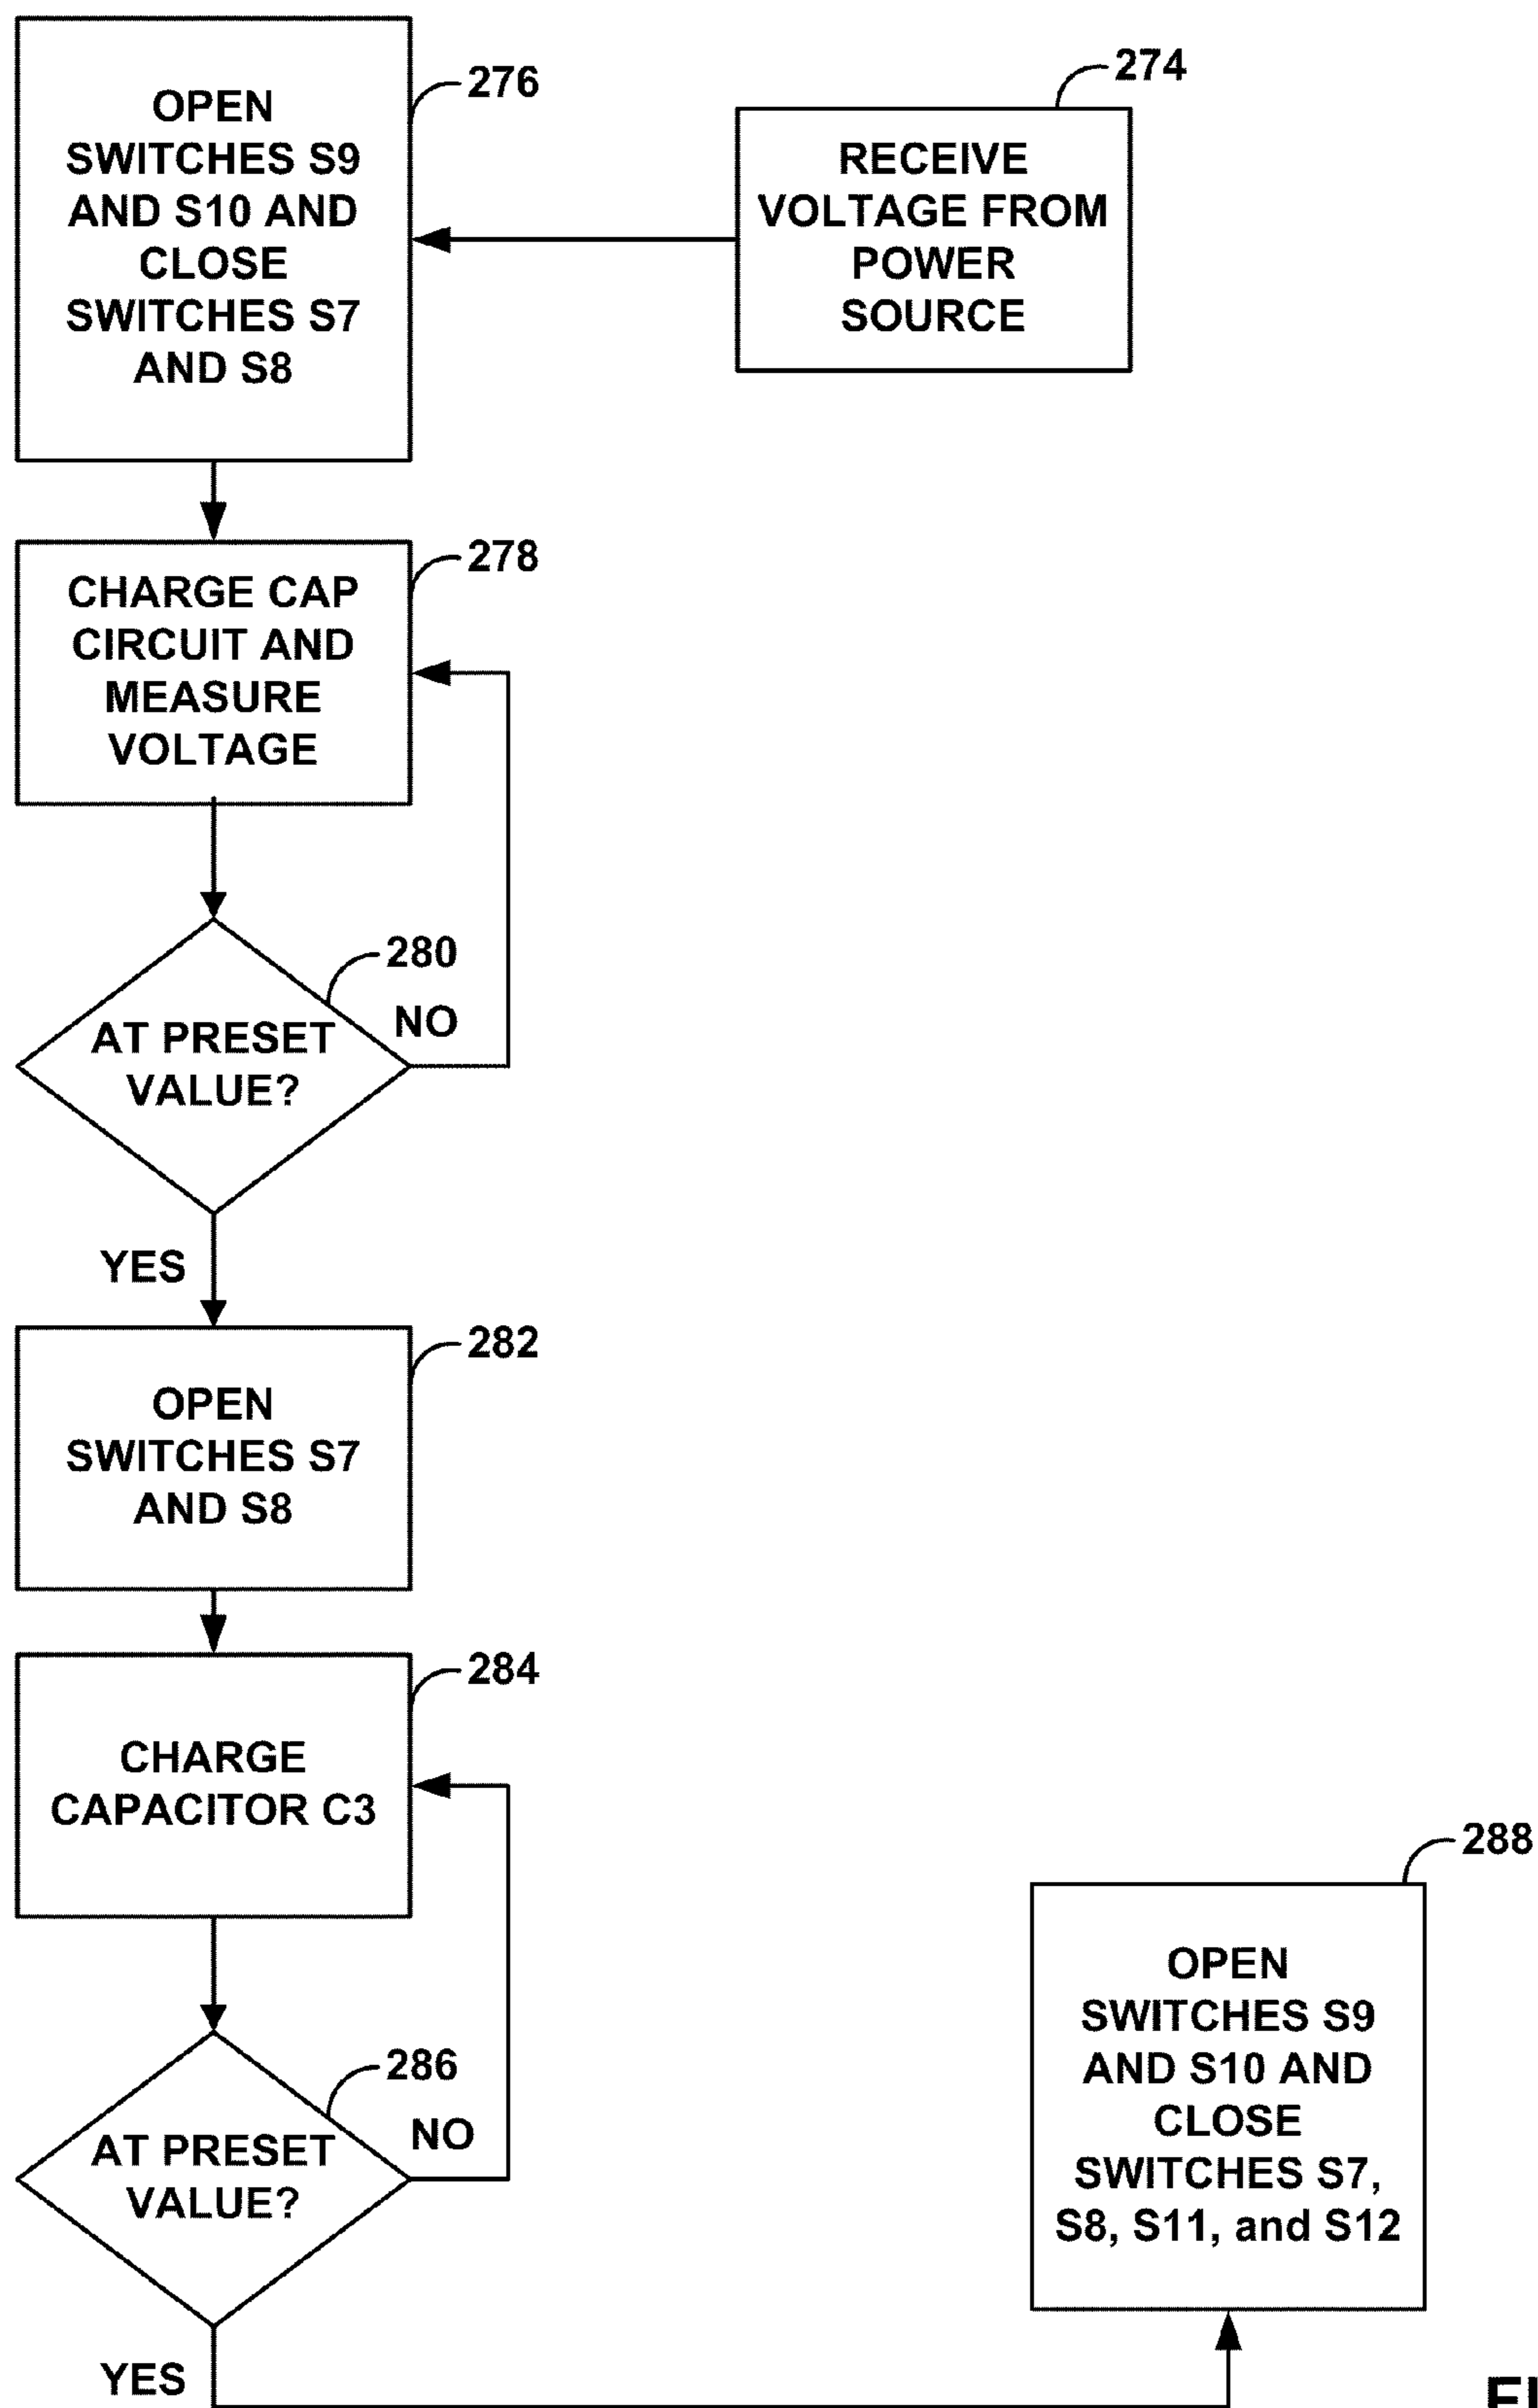 276
OPEN
SWITCHES S9
AND S10 AND
CLOSE
SWITCHES S7
AND S8
274
RECEIVE
VOLTAGE FROM
POWER
SOURCE
278
CHARGE CAP
CIRCUIT AND
MEASURE
VOLTAGE
280
NO
AT PRESET
VALUE?
YES
282
OPEN
SWITCHES S7
AND S8
284
CHARGE
CAPACITOR C3
286
NO
AT PRESET
VALUE?
YES
288
OPEN
SWITCHES S9
AND S10 AND
CLOSE
SWITCHES S7,
S8, S11, and S12